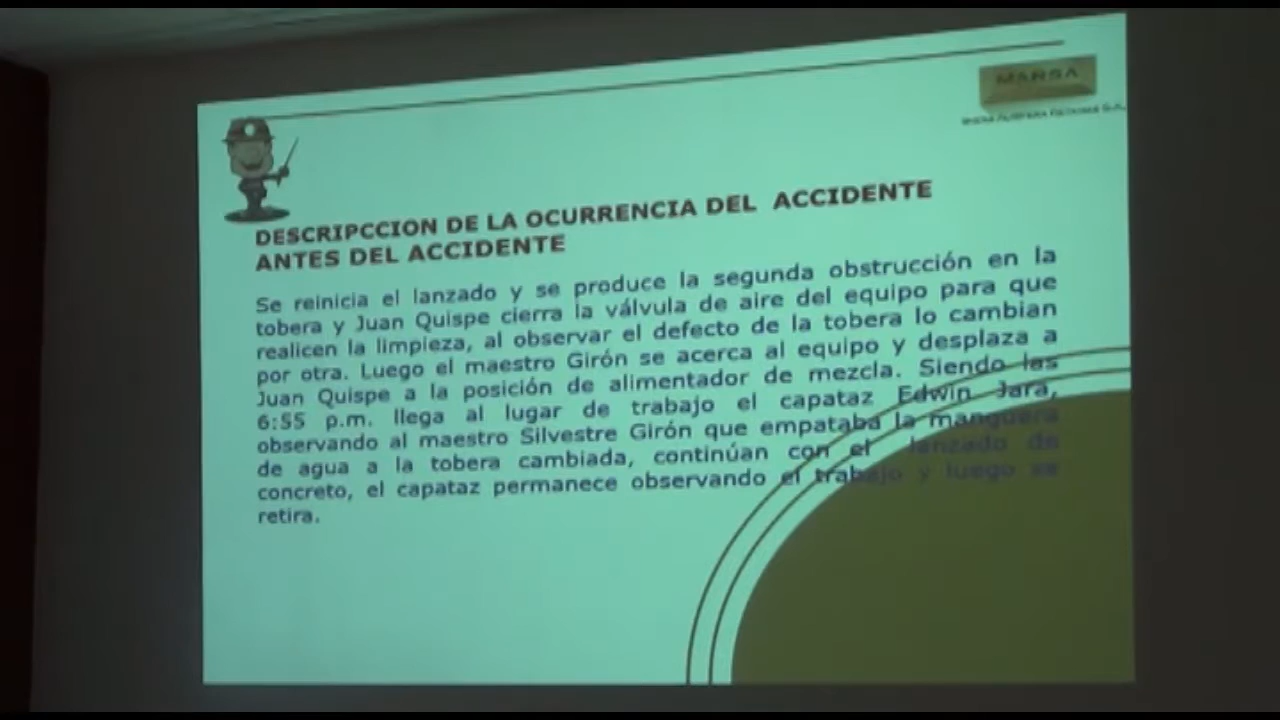 MARSA
DESCRIPCCION DE LA OCURRENCIA DEL ACCIDENTE
ANTES DEL ACCIDENTE
Se reinicia el lanzado y se produce la segunda obstrucción en la
tobera y Juan Quispe cierra la válvula de aire del equipo para que
realicen la limpieza, al observar el defecto de la tobera lo cambian
por otra. Luego el maestro Girón se acerca al equipo y desplaza a
Juan Quispe a la posición de alimentador de mezcla. Siendo las
6:55 p.m. llega al lugar de trabajo el capataz Edwin Jara,
observando al maestro Silvestre Girón que empataba la manguera
de agua a la tobera cambiada, continúan con el lanzado de
concreto, el capataz permanece observando el trabajo y luego se
retira.